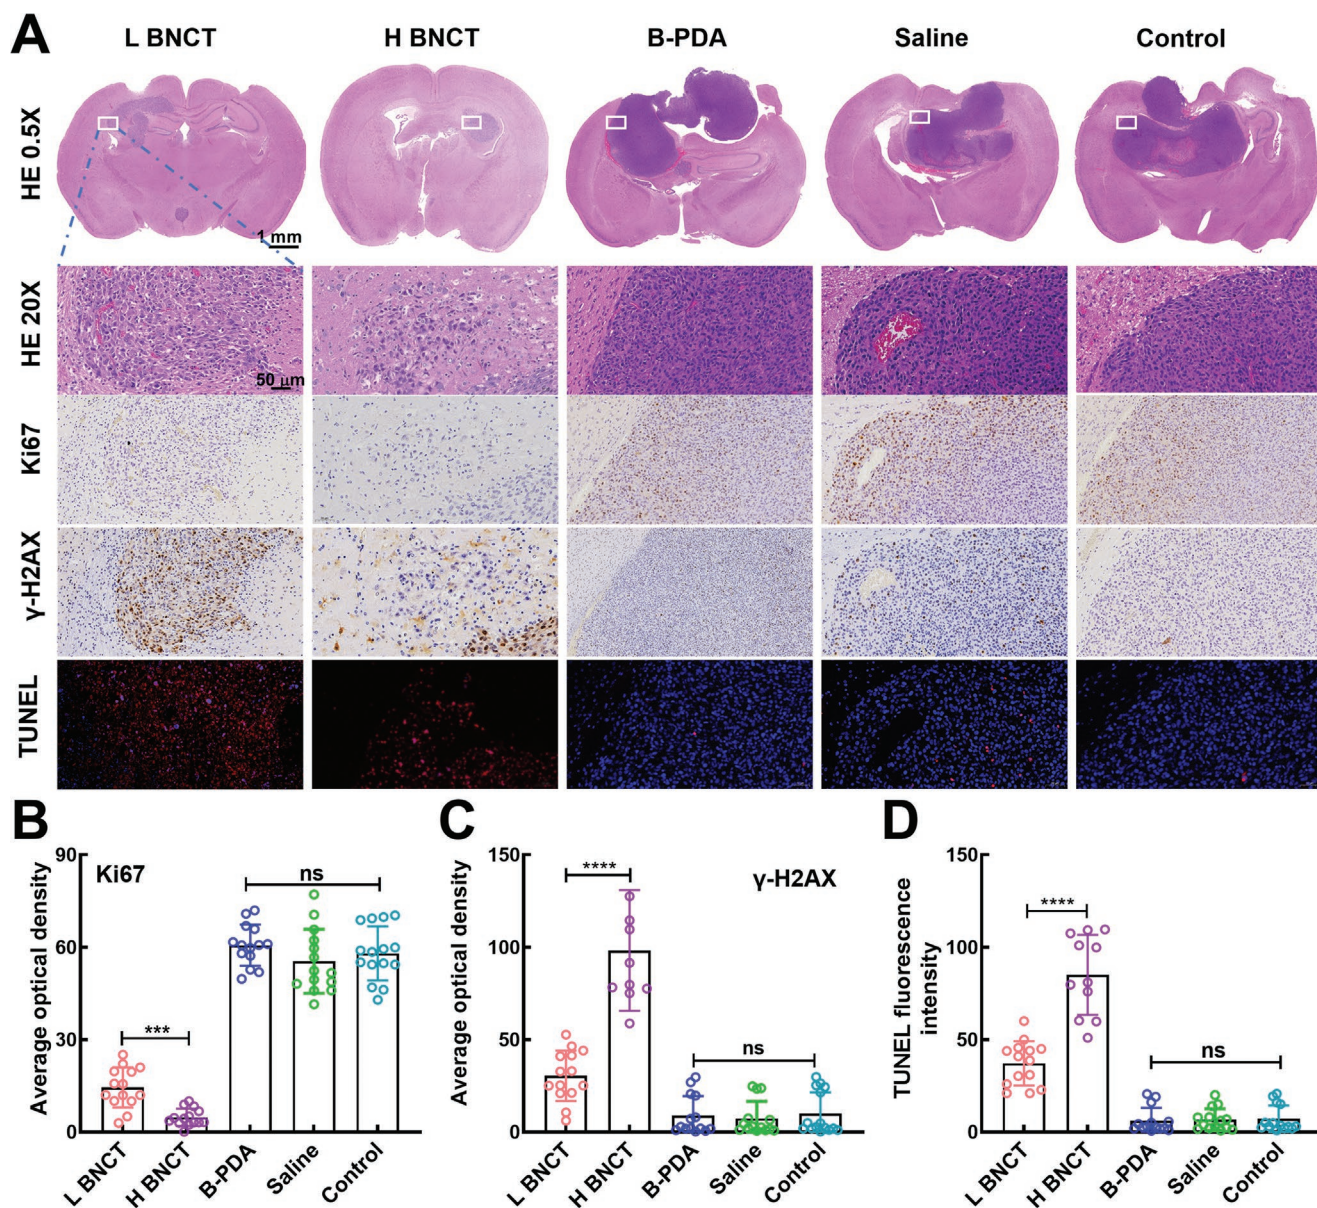 A
L BNCT
H BNCT
B-PDA
Saline
Control
HE 0.5X
1 mm
HE 20X
50 μm
Ki67
γ-H2AX
TUNEL
B
Average optical density
90
60
30
0
Ki67
***
ns
L BNCT
H BNCT
B-PDA
Saline
Control
C
Average optical density
150
100
50
0
γ-H2AX
****
ns
L BNCT
H BNCT
B-PDA
Saline
Control
D
TUNEL fluorescence
intensity
150
100
50
0
****
ns
L BNCT
H BNCT
B-PDA
Saline
Control